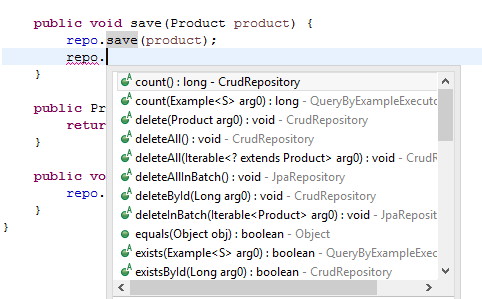 public void save(Product product) {
repo.save(product);
repo.
}
count() : long - CrudRepository
count(Example<S> arg0) : long - QueryByExampleExecuto
public Pr
delete(Product arg0) : void - CrudRepository
retur
deleteAll() : void - CrudRepository
}
deleteAll(Iterable<? extends Product> arg0) : void - Cru
deleteAllInBatch() : void - JpaRepository
public vo
deleteById(Long arg0) : void - CrudRepository
repo.
deleteInBatch(Iterable<Product> arg0) : void - JpaReposit
}
equals(Object obj) : boolean - Object
}
exists(Example<S> arg0) : boolean - QueryByExampleExec
existsById(Long arg0) : boolean - CrudRepository